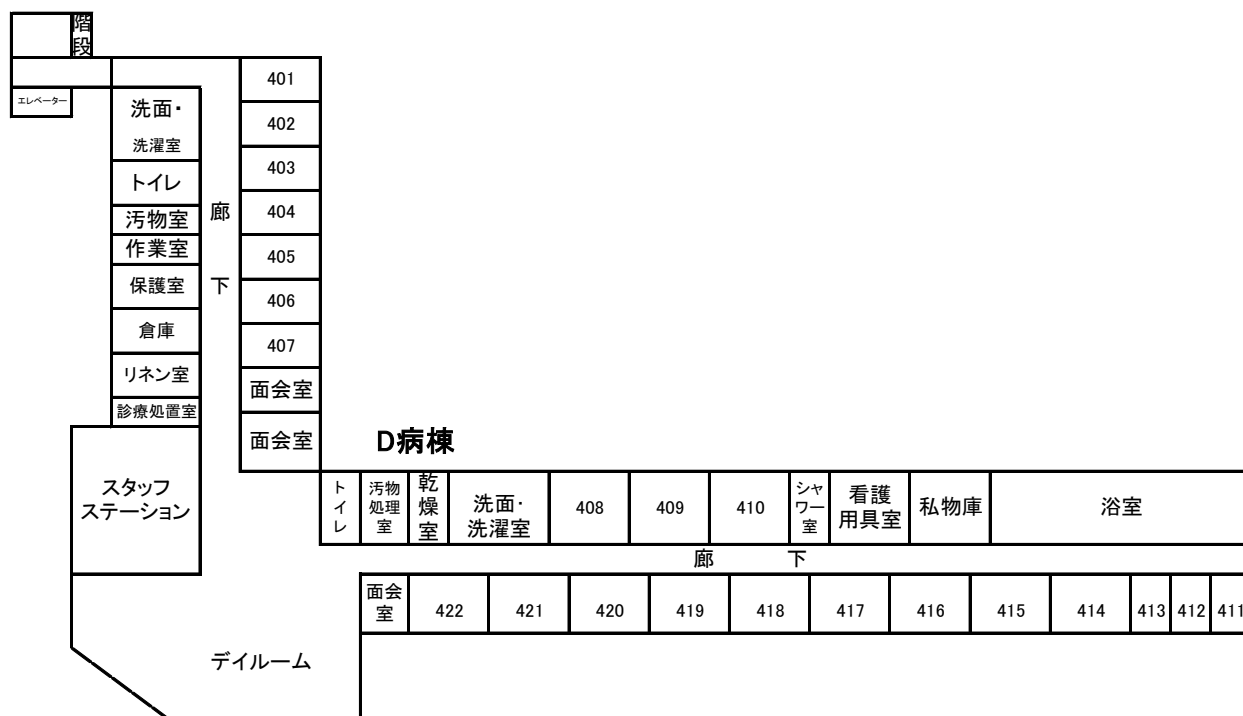 階
段
エレベーター
洗面・
洗濯室
トイレ
汚物室
作業室
保護室
倉庫
リネン室
診療処置室
スタッフ
ステーション
廊
下
401
402
403
404
405
406
407
面会室
面会室
D病棟
ト
イ
レ
汚物
処理
室
乾
燥
室
洗面・
洗濯室
408
409
410
シャ
ワー
室
看護
用具室
私物庫
浴室
廊 下
面会
室
422
421
420
419
418
417
416
415
414
413
412
411
デイルーム